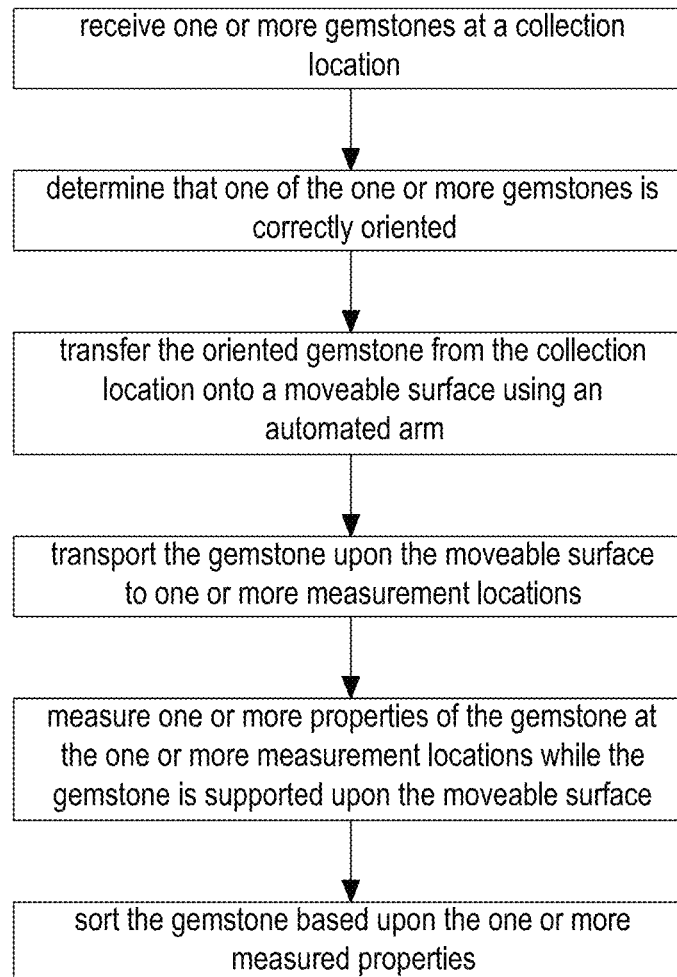 receive one or more gemstones at a collection
location
determine that one of the one or more gemstones is
correctly oriented
transfer the oriented gemstone from the collection
location onto a moveable surface using an
automated arm
transport the gemstone upon the moveable surface
to one or more measurement locations
measure one or more properties of the gemstone at
the one or more measurement locations while the
gemstone is supported upon the moveable surface
sort the gemstone based upon the one or more
measured properties